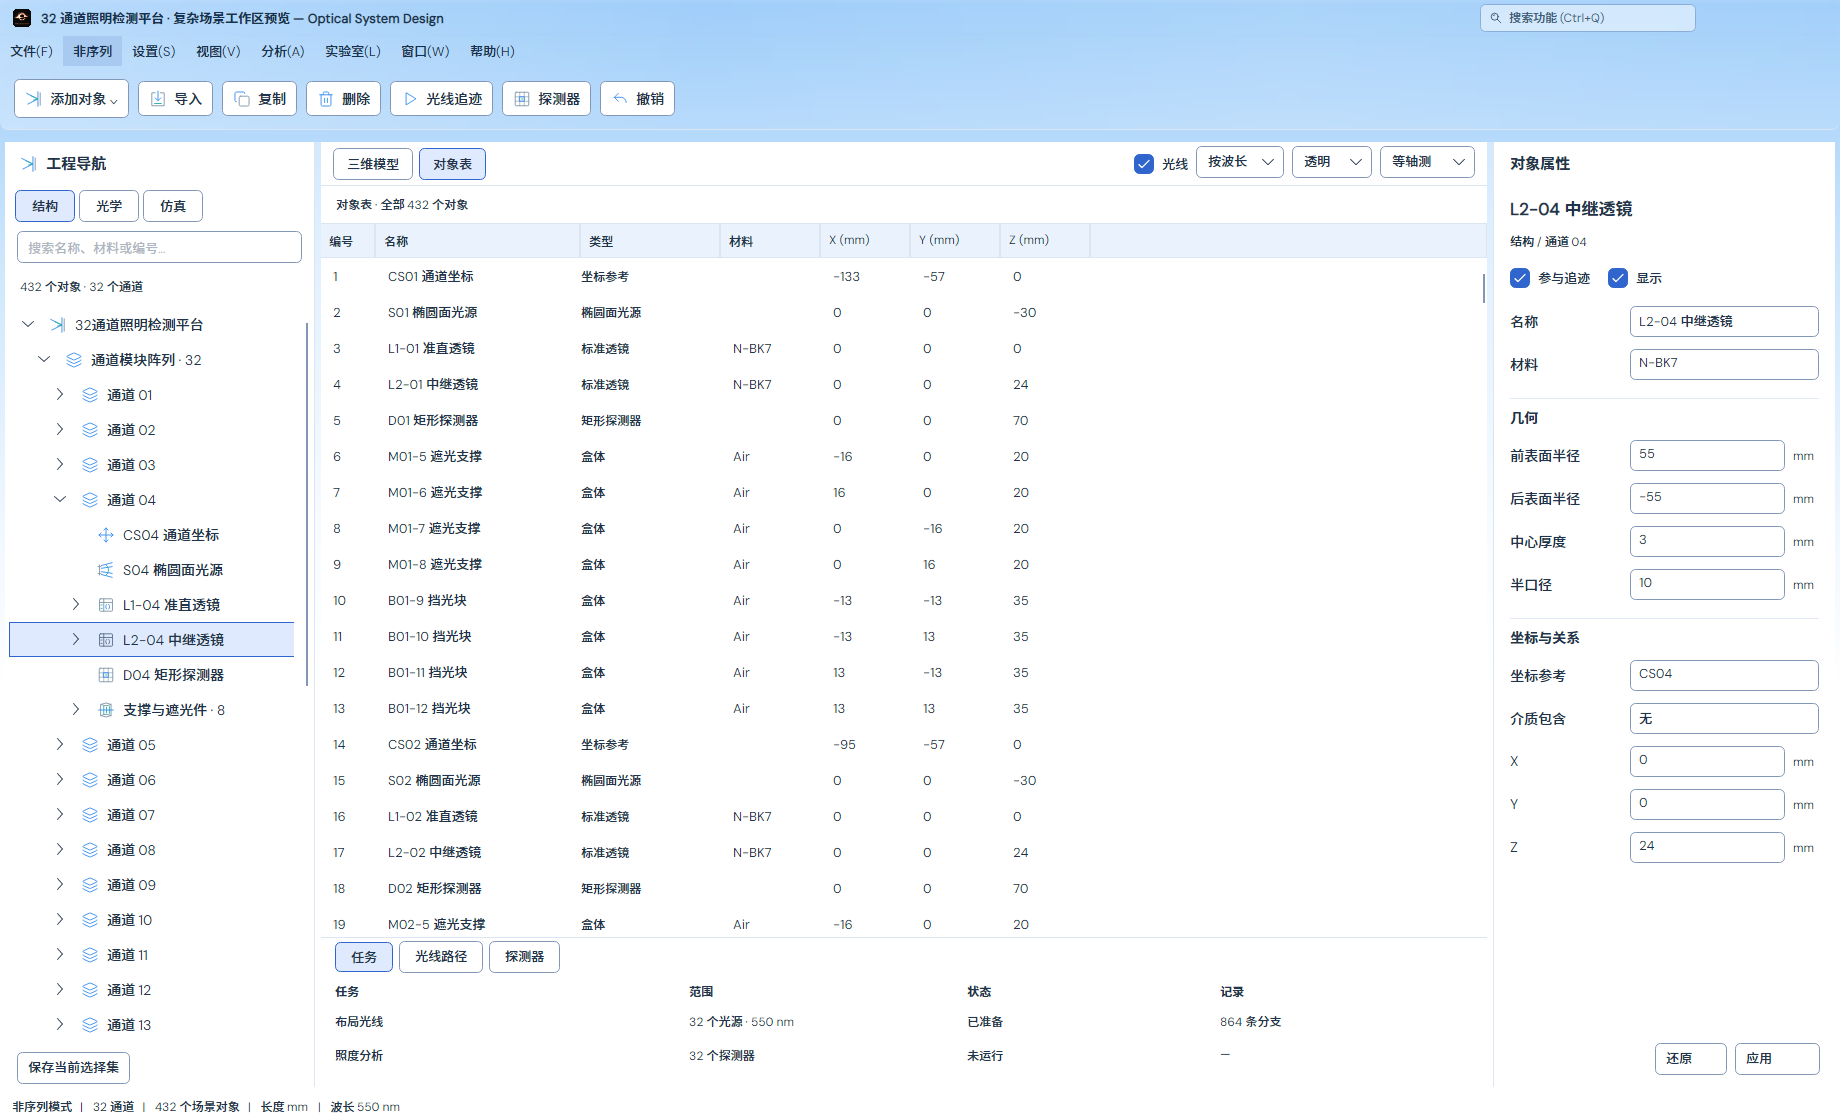 32 通道照明检测平台 · 复杂场景工作区预览 — Optical System Design
搜索功能 (Ctrl+Q)
文件(F) 非序列 设置(S) 视图(V) 分析(A) 实验室(L) 窗口(W) 帮助(H)
添加对象 导入 复制 删除 光线追迹 探测器 撤销
工程导航
结构 光学 仿真
搜索名称、材料或编号...
432 个对象 · 32 个通道
32通道照明检测平台
通道模块阵列 · 32
通道 01
通道 02
通道 03
通道 04
CS04 通道坐标
S04 椭圆面光源
L1-04 准直透镜
L2-04 中继透镜
D04 矩形探测器
支撑与遮光件 · 8
通道 05
通道 06
通道 07
通道 08
通道 09
通道 10
通道 11
通道 12
通道 13
保存当前选择集
三维模型 对象表
光线 按波长 透明 等轴测
对象表 · 全部 432 个对象
编号 名称 类型 材料 X (mm) Y (mm) Z (mm)
1 CS01 通道坐标 坐标参考 -133 -57 0
2 S01 椭圆面光源 椭圆面光源 0 0 -30
3 L1-01 准直透镜 标准透镜 N-BK7 0 0 0
4 L2-01 中继透镜 标准透镜 N-BK7 0 0 24
5 D01 矩形探测器 矩形探测器 0 0 70
6 M01-5 遮光支撑 盒体 Air -16 0 20
7 M01-6 遮光支撑 盒体 Air 16 0 20
8 M01-7 遮光支撑 盒体 Air 0 -16 20
9 M01-8 遮光支撑 盒体 Air 0 16 20
10 B01-9 挡光块 盒体 Air -13 -13 35
11 B01-10 挡光块 盒体 Air -13 13 35
12 B01-11 挡光块 盒体 Air 13 -13 35
13 B01-12 挡光块 盒体 Air 13 13 35
14 CS02 通道坐标 坐标参考 -95 -57 0
15 S02 椭圆面光源 椭圆面光源 0 0 -30
16 L1-02 准直透镜 标准透镜 N-BK7 0 0 0
17 L2-02 中继透镜 标准透镜 N-BK7 0 0 24
18 D02 矩形探测器 矩形探测器 0 0 70
19 M02-5 遮光支撑 盒体 Air -16 0 20
任务 光线路径 探测器
任务 范围 状态 记录
布局光线 32 个光源 · 550 nm 已准备 864 条分支
照度分析 32 个探测器 未运行 —
对象属性
L2-04 中继透镜
结构 / 通道 04
参与追迹 显示
名称 L2-04 中继透镜
材料 N-BK7
几何
前表面半径 55 mm
后表面半径 -55 mm
中心厚度 3 mm
半口径 10 mm
坐标与关系
坐标参考 CS04
介质包含 无
X 0 mm
Y 0 mm
Z 24 mm
还原 应用
非序列模式 | 32 通道 | 432 个场景对象 | 长度 mm | 波长 550 nm